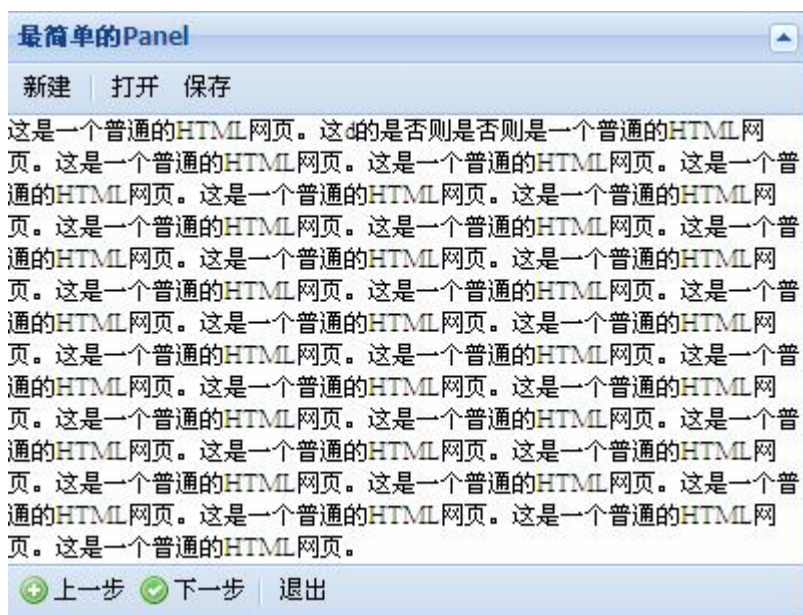 最简单的Panel
新建 打开 保存
这是一个普通的HTML网页。这d的是否则是否则是一个普通的HTML网
页。这是一个普通的HTML网页。这是一个普通的HTML网页。这是一个普
通的HTML网页。这是一个普通的HTML网页。这是一个普通的HTML网
页。这是一个普通的HTML网页。这是一个普通的HTML网页。这是一个普
通的HTML网页。这是一个普通的HTML网页。这是一个普通的HTML网
页。这是一个普通的HTML网页。这是一个普通的HTML网页。这是一个普
通的HTML网页。这是一个普通的HTML网页。这是一个普通的HTML网
页。这是一个普通的HTML网页。这是一个普通的HTML网页。这是一个普
通的HTML网页。这是一个普通的HTML网页。这是一个普通的HTML网
页。这是一个普通的HTML网页。这是一个普通的HTML网页。这是一个普
通的HTML网页。这是一个普通的HTML网页。这是一个普通的HTML网
页。这是一个普通的HTML网页。这是一个普通的HTML网页。这是一个普
通的HTML网页。这是一个普通的HTML网页。这是一个普通的HTML网
页。这是一个普通的HTML网页。
上一步 下一步 退出